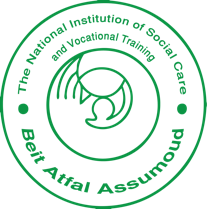 The National Institution of Social Care
and Vocational Training
Beit Atfal Assumoud